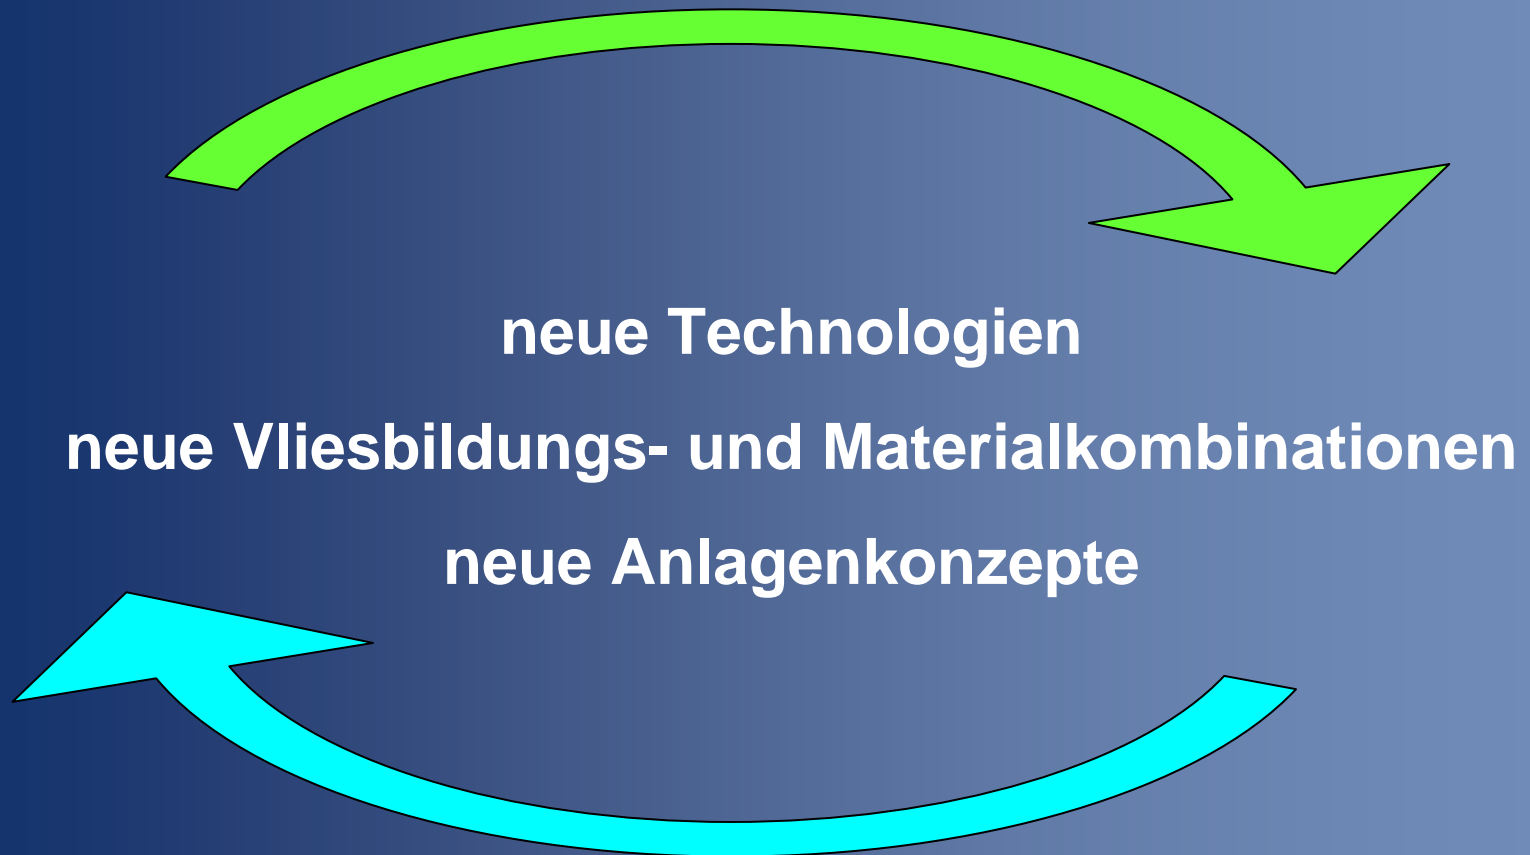 neue Technologien
neue Vliesbildungs- und Materialkombinationen
neue Anlagenkonzepte